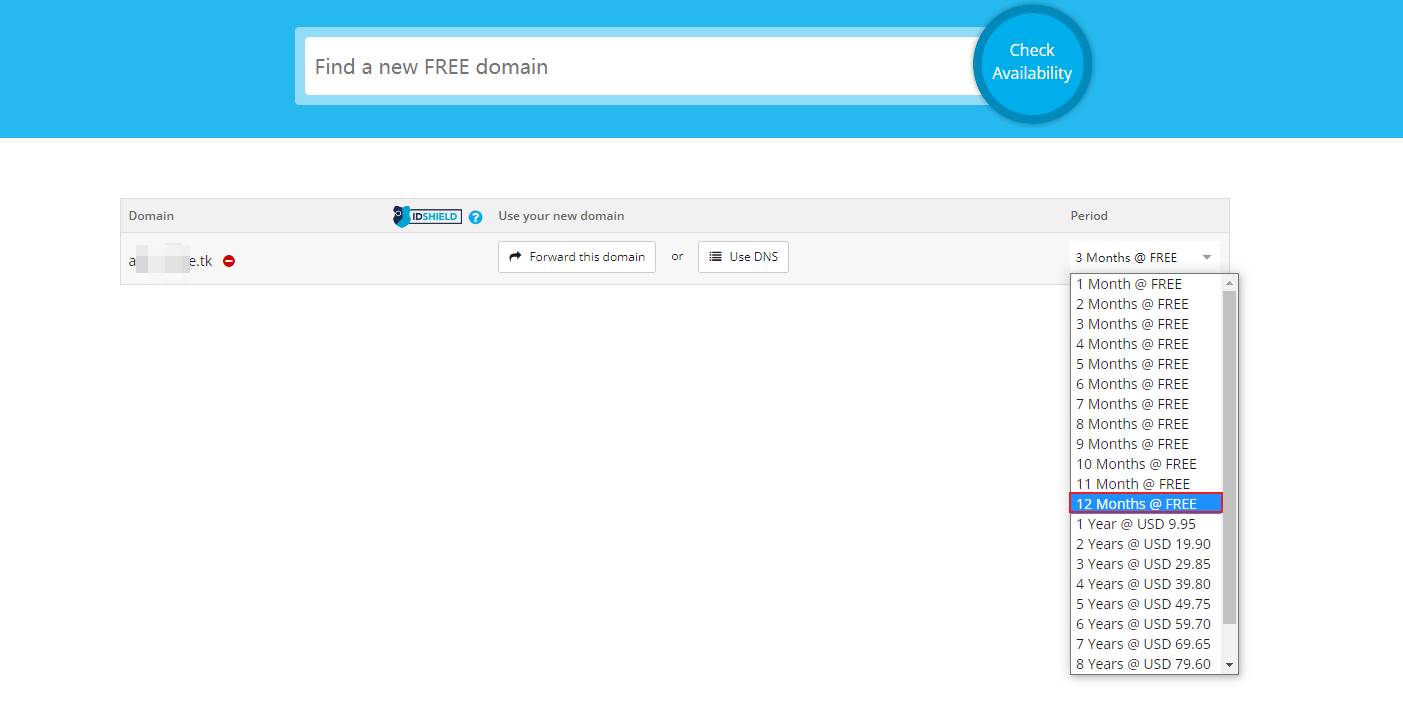 Find a new FREE domain
Check
Availability
Domain
IDSHIELD
?
Use your new domain
Period
a e.tk
Forward this domain
or
Use DNS
3 Months @ FREE
1 Month @ FREE
2 Months @ FREE
3 Months @ FREE
4 Months @ FREE
5 Months @ FREE
6 Months @ FREE
7 Months @ FREE
8 Months @ FREE
9 Months @ FREE
10 Months @ FREE
11 Month @ FREE
12 Months @ FREE
1 Year @ USD 9.95
2 Years @ USD 19.90
3 Years @ USD 29.85
4 Years @ USD 39.80
5 Years @ USD 49.75
6 Years @ USD 59.70
7 Years @ USD 69.65
8 Years @ USD 79.60